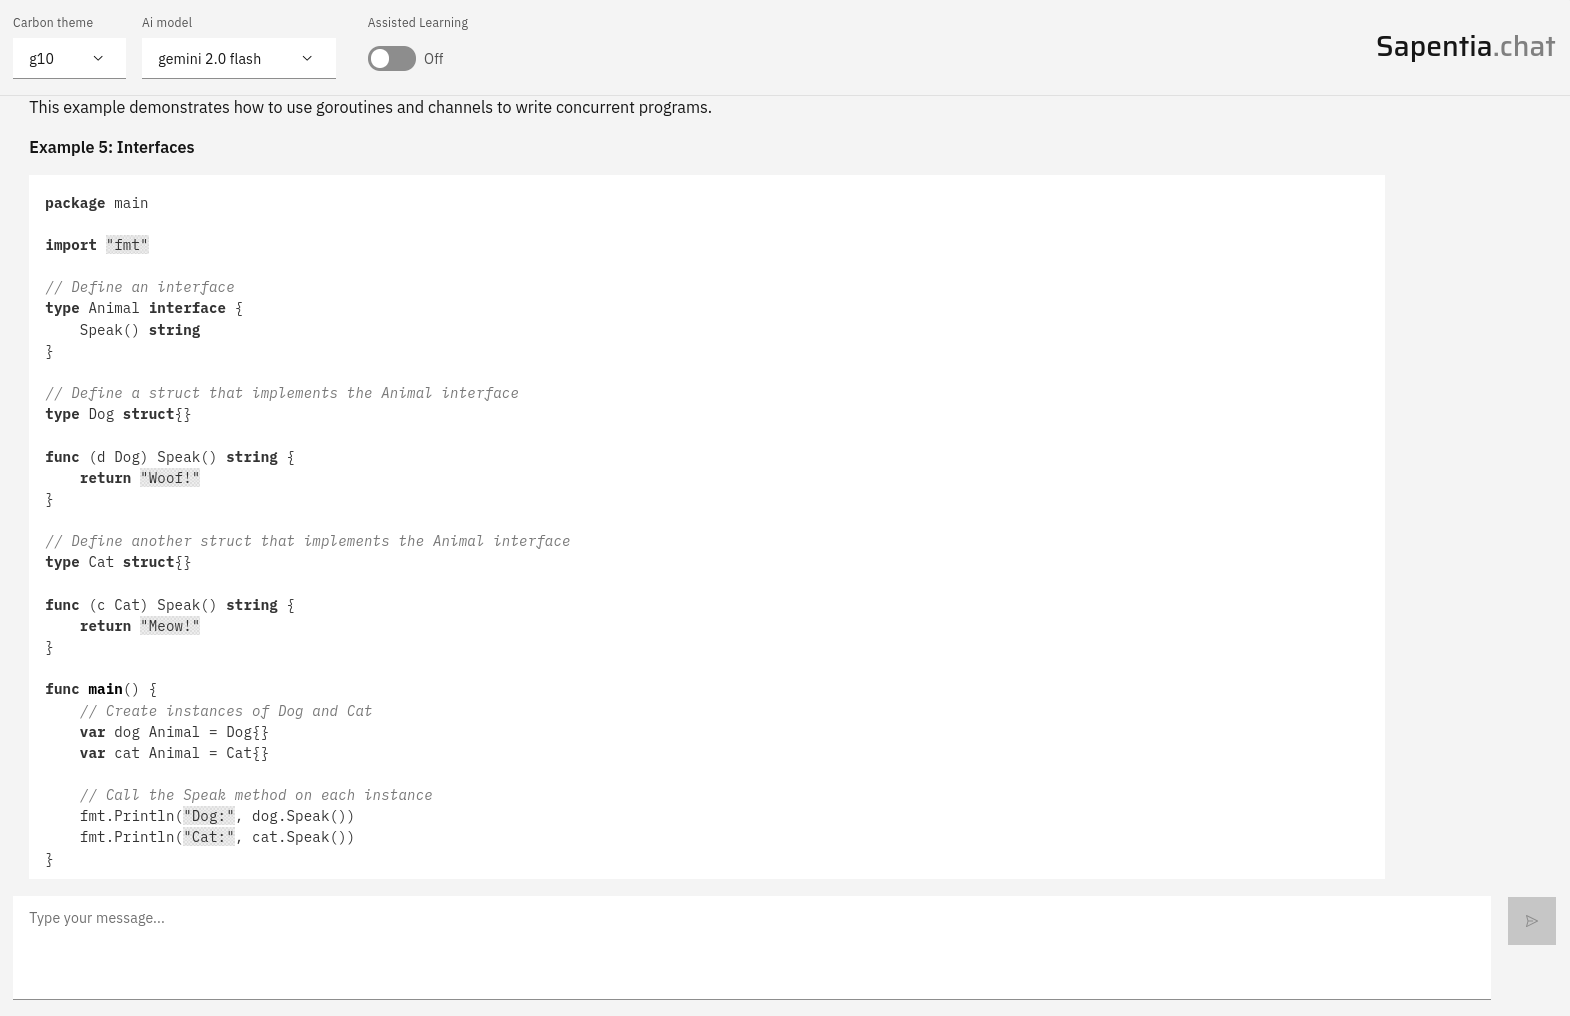 Carbon theme
Ai model
Assisted Learning
g10
gemini 2.0 flash
Off
Sapentia.chat
This example demonstrates how to use goroutines and channels to write concurrent programs.
Example 5: Interfaces
package main
import "fmt"
// Define an interface
type Animal interface {
    Speak() string
}
// Define a struct that implements the Animal interface
type Dog struct{}
func (d Dog) Speak() string {
    return "Woof!"
}
// Define another struct that implements the Animal interface
type Cat struct{}
func (c Cat) Speak() string {
    return "Meow!"
}
func main() {
    // Create instances of Dog and Cat
    var dog Animal = Dog{}
    var cat Animal = Cat{}
    // Call the Speak method on each instance
    fmt.Println("Dog:", dog.Speak())
    fmt.Println("Cat:", cat.Speak())
}
Type your message...